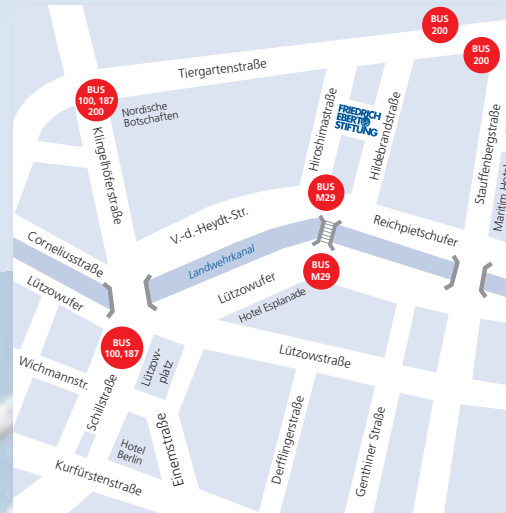 BUS
200
BUS
200
Tiergartenstraße
BUS
100, 187
200
Nordische
Botschaften
FRIEDRICH
EBERT
STIFTUNG
Hiroshimastraße
Hildebrandstraße
Stauffenbergstraße
Maritim Hotel
Klingelhöferstraße
BUS
M29
V.-d.-Heydt-Str.
Reichpietschufer
Corneliusstraße
Landwehrkanal
BUS
M29
Lützowufer
Lützowufer
Hotel Esplanade
BUS
100, 187
Lützow-
platz
Lützowstraße
Wichmannstr.
Schillstraße
Hotel
Berlin
Einemstraße
Derfflingerstraße
Genthiner Straße
Kurfürstenstraße